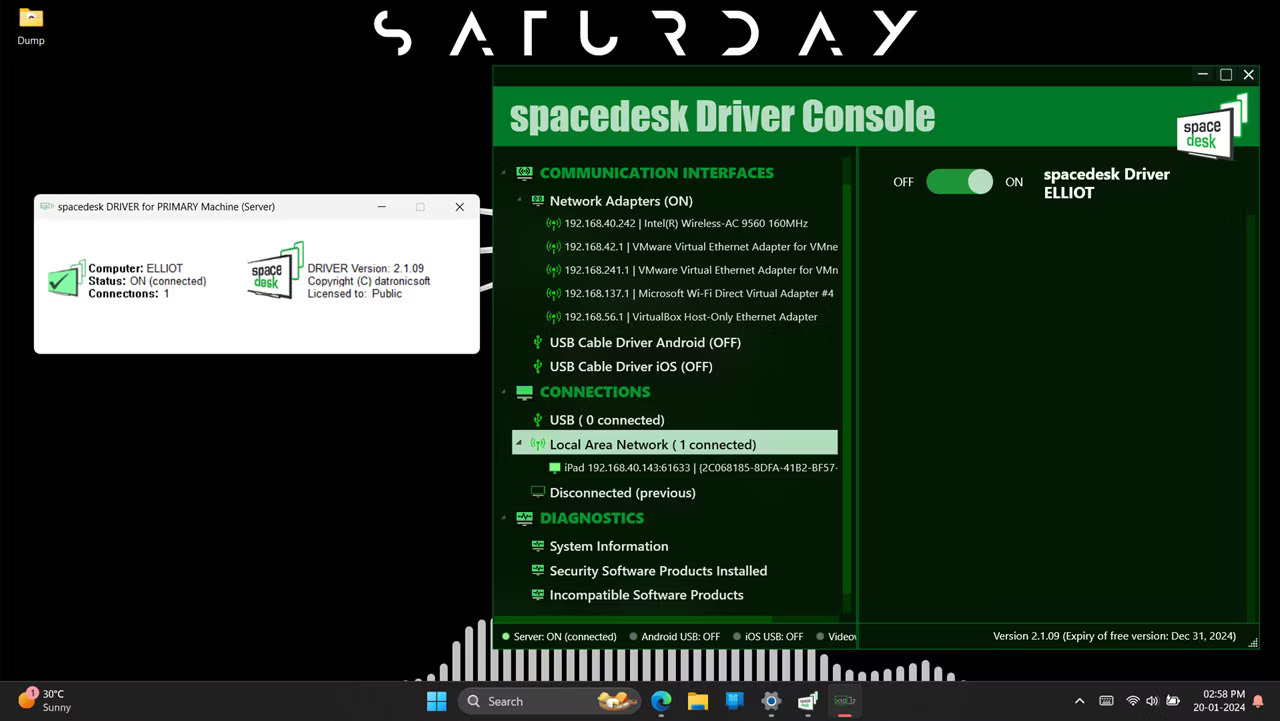 Dump
SATURDAY
spacedesk DRIVER for PRIMARY Machine (Server)
Computer: ELLIOT
Status: ON (connected)
Connections: 1
space
desk
DRIVER Version: 2.1.09
Copyright (C) datronicsoft
Licensed to: Public
spacedesk Driver Console
space
desk
COMMUNICATION INTERFACES
Network Adapters (ON)
192.168.40.242 | Intel(R) Wireless-AC 9560 160MHz
192.168.42.1 | VMware Virtual Ethernet Adapter for VMne
192.168.241.1 | VMware Virtual Ethernet Adapter for VMn
192.168.137.1 | Microsoft Wi-Fi Direct Virtual Adapter #4
192.168.56.1 | VirtualBox Host-Only Ethernet Adapter
USB Cable Driver Android (OFF)
USB Cable Driver iOS (OFF)
CONNECTIONS
USB ( 0 connected)
Local Area Network ( 1 connected)
iPad 192.168.40.143:61633 | {2C068185-8DFA-41B2-BF57-
Disconnected (previous)
DIAGNOSTICS
System Information
Security Software Products Installed
Incompatible Software Products
OFF ON
spacedesk Driver
ELLIOT
Server: ON (connected) Android USB: OFF iOS USB: OFF Videov
Version 2.1.09 (Expiry of free version: Dec 31, 2024)
1
30°C
Sunny
Search
02:58 PM
20-01-2024